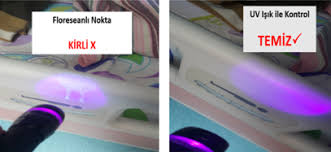 Floreseanlı Nokta
KİRLİ X
UV Işık ile Kontrol
TEMİZ✓